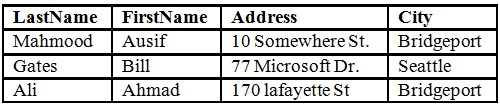 LastName FirstName Address City
Mahmood Ausif 10 Somewhere St. Bridgeport
Gates Bill 77 Microsoft Dr. Seattle
Ali Ahmad 170 lafayette St Bridgeport